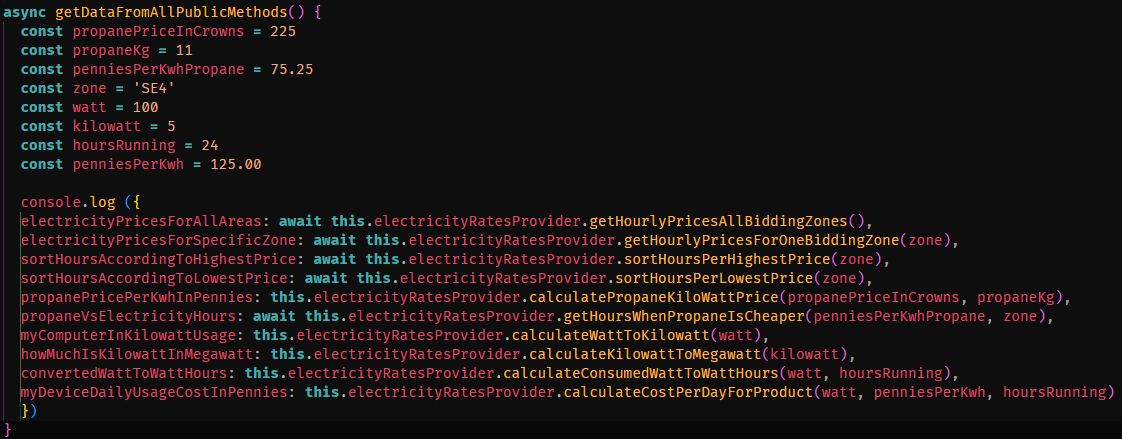 async getDataFromAllPublicMethods() {
  const propanePriceInCrowns = 225
  const propaneKg = 11
  const penniesPerKwhPropane = 75.25
  const zone = 'SE4'
  const watt = 100
  const kilowatt = 5
  const hoursRunning = 24
  const penniesPerKwh = 125.00

  console.log ({
  electricityPricesForAllAreas: await this.electricityRatesProvider.getHourlyPricesAllBiddingZones(),
  electricityPricesForSpecificZone: await this.electricityRatesProvider.getHourlyPricesForOneBiddingZone(zone),
  sortHoursAccordingToHighestPrice: await this.electricityRatesProvider.sortHoursPerHighestPrice(zone),
  sortHoursAccordingToLowestPrice: await this.electricityRatesProvider.sortHoursPerLowestPrice(zone),
  propanePricePerKwhInPennies: this.electricityRatesProvider.calculatePropaneKiloWattPrice(propanePriceInCrowns, propaneKg),
  propaneVsElectricityHours: await this.electricityRatesProvider.getHoursWhenPropaneIsCheaper(penniesPerKwhPropane, zone),
  myComputerInKilowattUsage: this.electricityRatesProvider.calculateWattToKilowatt(watt),
  howMuchIsKilowattInMegawatt: this.electricityRatesProvider.calculateKilowattToMegawatt(kilowatt),
  convertedWattToWattHours: this.electricityRatesProvider.calculateConsumedWattToWattHours(watt, hoursRunning),
  myDeviceDailyUsageCostInPennies: this.electricityRatesProvider.calculateCostPerDayForProduct(watt, penniesPerKwh, hoursRunning)
  })
}